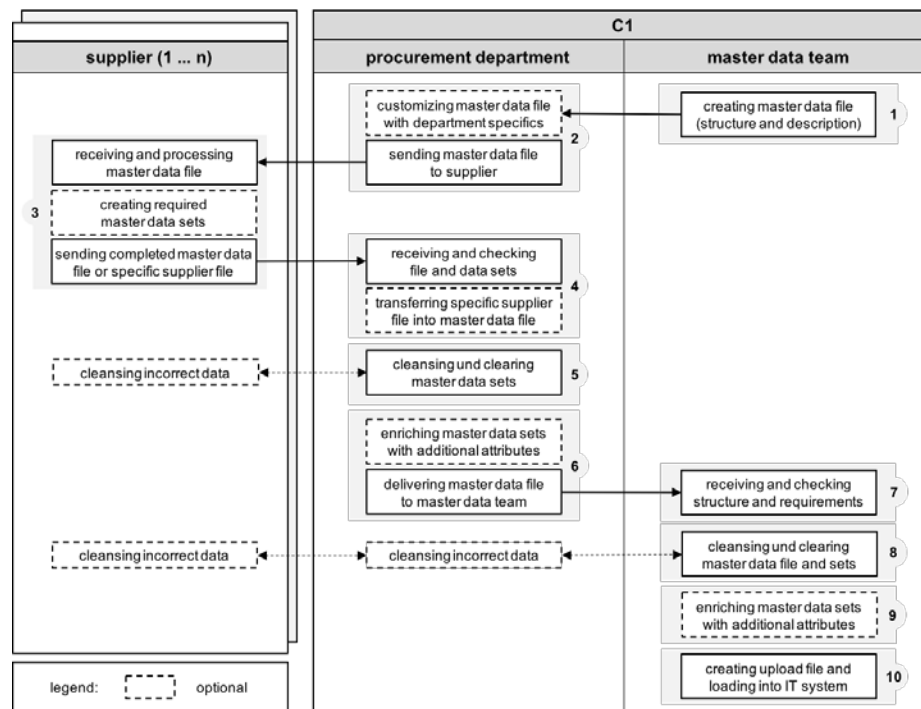 C1
supplier (1 ... n)
procurement department
master data team
customizing master data file
with department specifics
2
sending master data file
to supplier
creating master data file
(structure and description)
1
receiving and processing
master data file
3
creating required
master data sets
sending completed master data
file or specific supplier file
receiving and checking
file and data sets
4
transferring specific supplier
file into master data file
cleansing incorrect data
cleansing und clearing
master data sets
5
enriching master data sets
with additional attributes
6
delivering master data file
to master data team
receiving and checking
structure and requirements
7
cleansing incorrect data
cleansing incorrect data
cleansing und clearing
master data file and sets
8
enriching master data sets
with additional attributes
9
creating upload file and
loading into IT system
10
legend:
optional